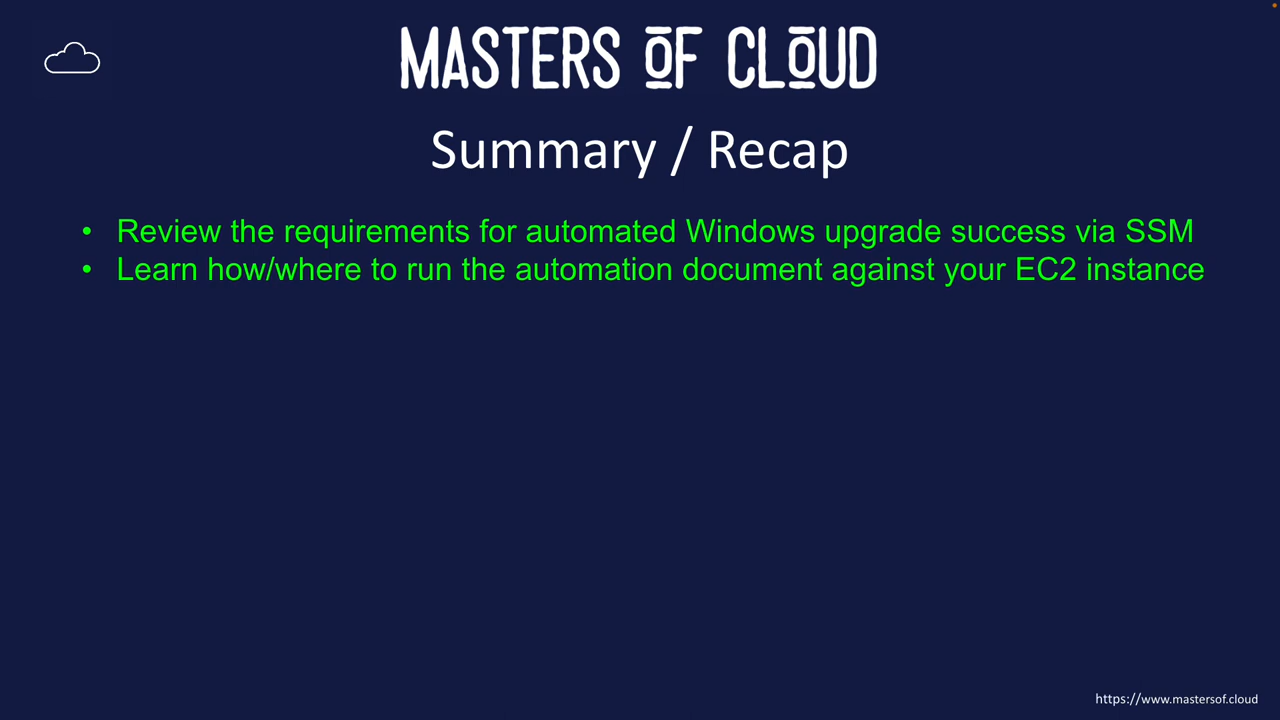 MASTERS OF CLOUD
Summary / Recap
• Review the requirements for automated Windows upgrade success via SSM
• Learn how/where to run the automation document against your EC2 instance
https://www.mastersof.cloud